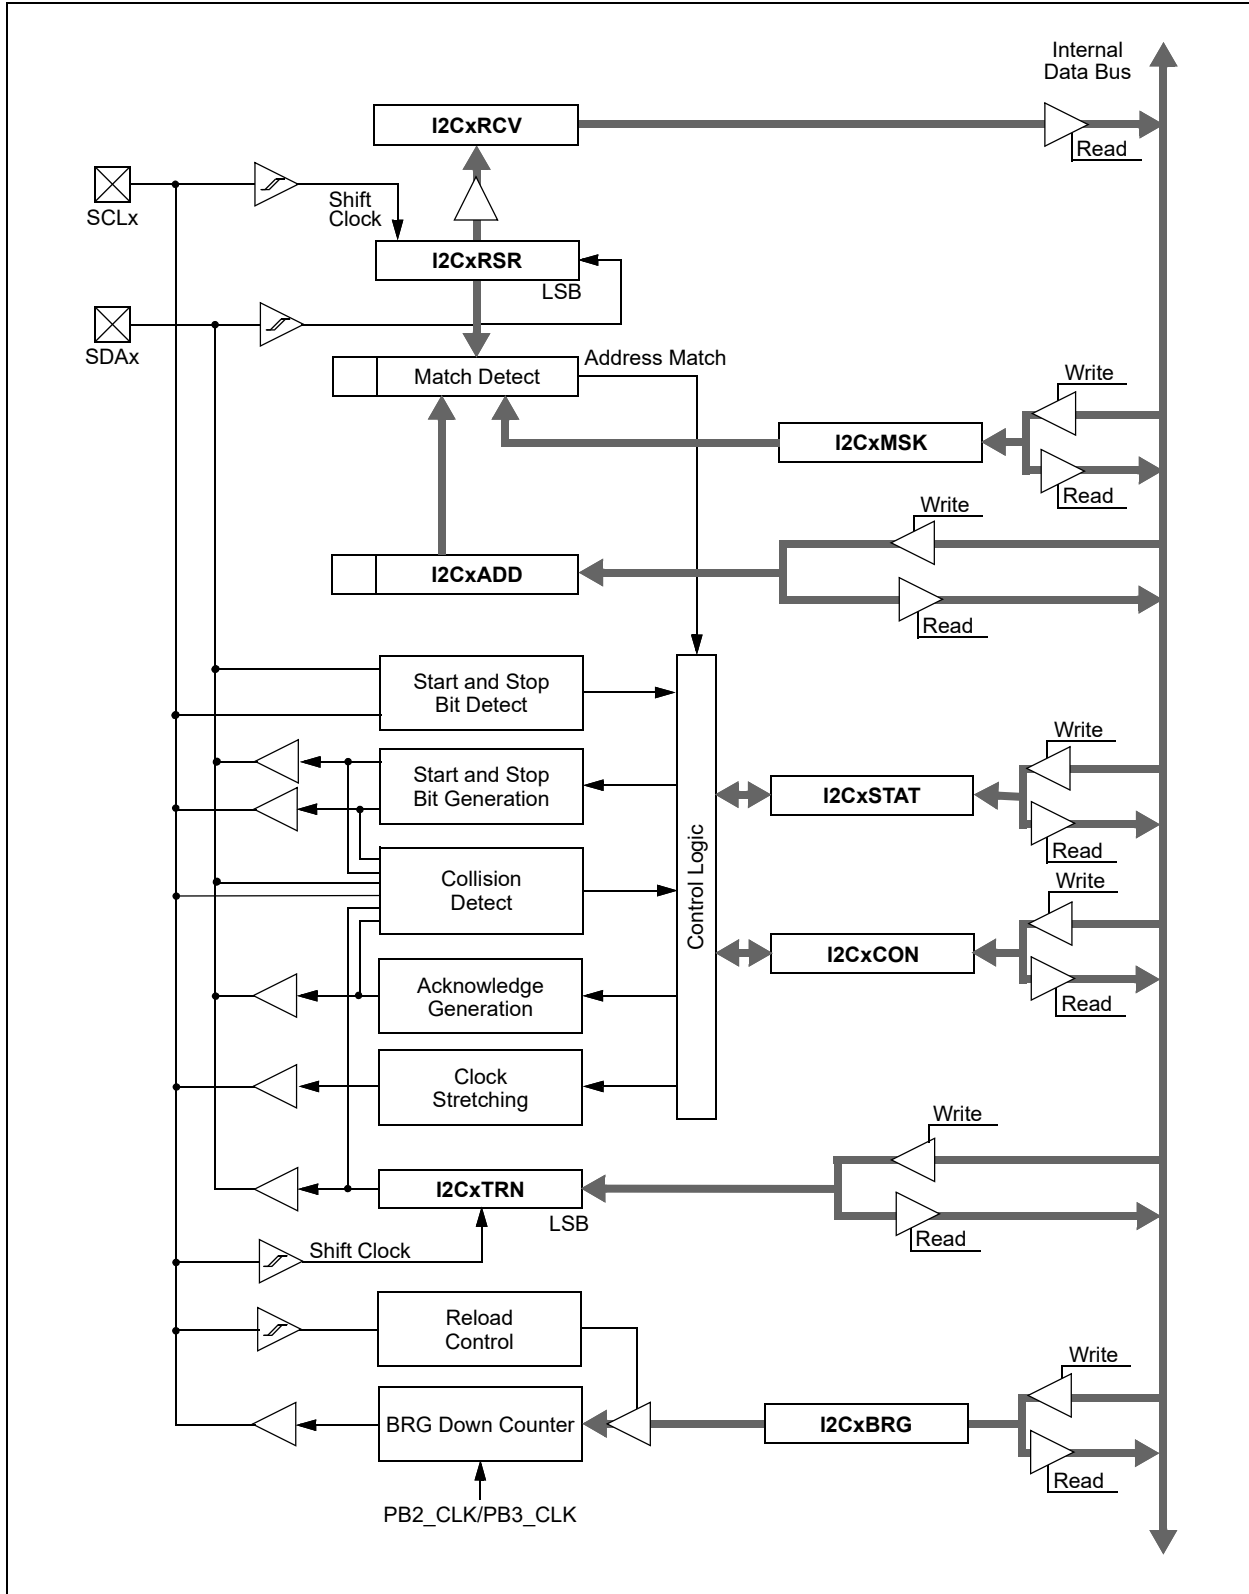 Internal
Data Bus
I2CxRCV
Read
SCLx
Shift
Clock
I2CxRSR
LSB
SDAx
Address Match
Match Detect
Write
I2CxMSK
Read
Write
I2CxADD
Read
Start and Stop
Bit Detect
Write
Start and Stop
Bit Generation
I2CxSTAT
Read
Control Logic
Collision
Detect
Write
I2CxCON
Read
Acknowledge
Generation
Clock
Stretching
Write
I2CxTRN
LSB
Read
Shift Clock
Reload
Control
Write
BRG Down Counter
I2CxBRG
Read
PB2_CLK/PB3_CLK